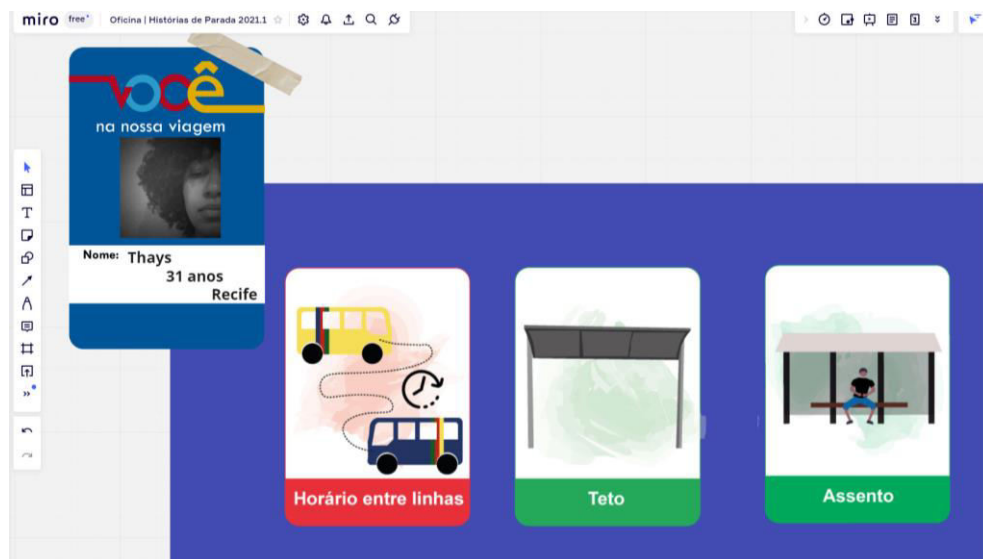 miro free Oficina | Histórias de Parada 2021.1
você
na nossa viagem
Nome: Thays
31 anos
Recife
Horário entre linhas
Teto
Assento